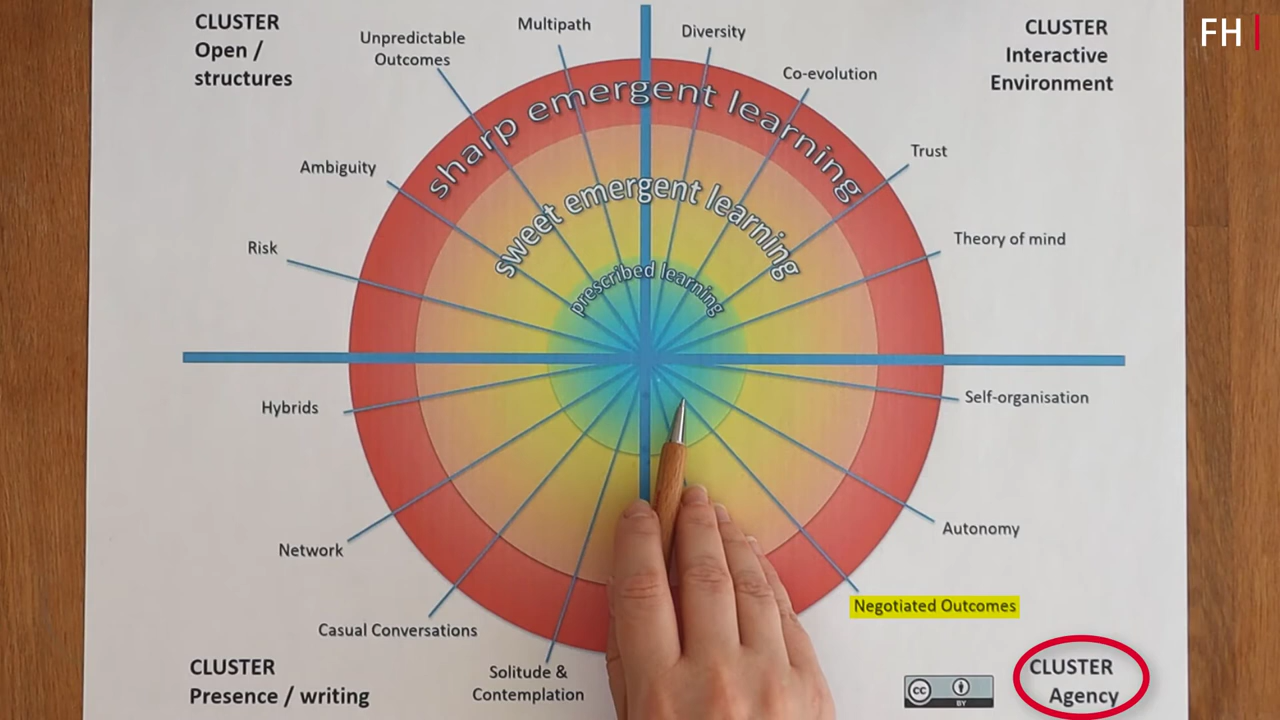 FH
CLUSTER
Open /
structures
Unpredictable
Outcomes
Multipath
Diversity
Co-evolution
CLUSTER
Interactive
Environment
Ambiguity
Risk
Trust
Theory of mind
sharp emergent learning
sweet emergent learning
prescribed learning
Hybrids
Network
Casual Conversations
Solitude &
Contemplation
Self-organisation
Autonomy
Negotiated Outcomes
CLUSTER
Presence / writing
cc
BY
CLUSTER
Agency